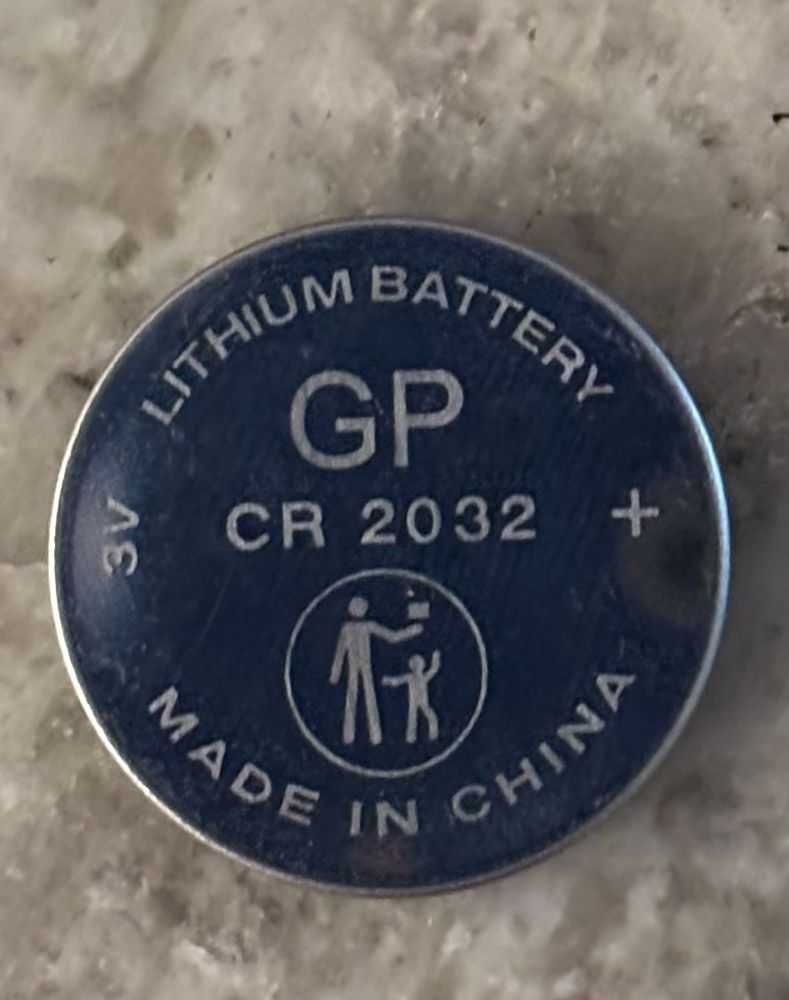 LITHIUM BATTERY
GP
CR 2032
3V
+
MADE IN CHINA